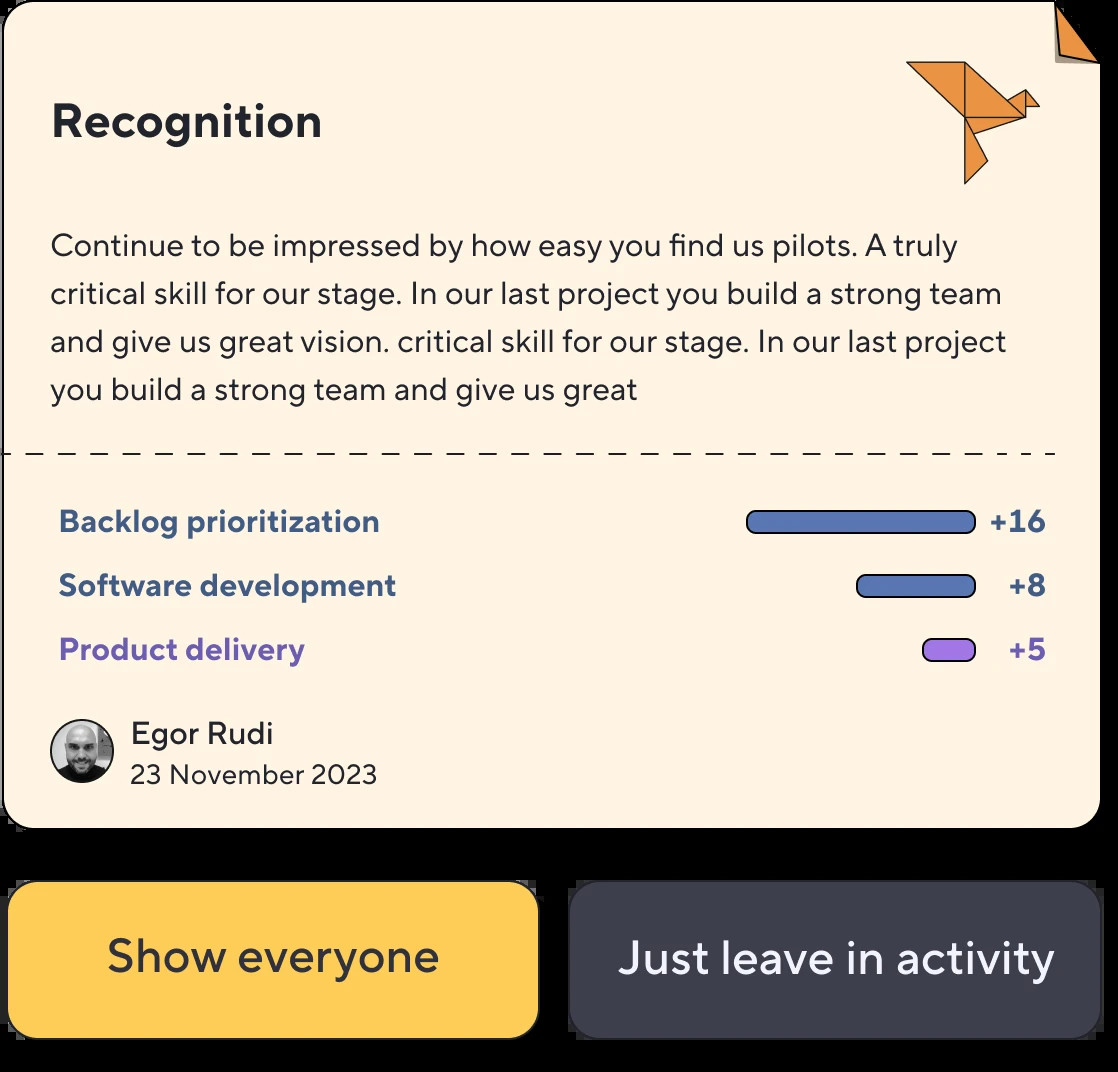 Recognition
Continue to be impressed by how easy you find us pilots. A truly
critical skill for our stage. In our last project you build a strong team
and give us great vision. critical skill for our stage. In our last project
you build a strong team and give us great
Backlog prioritization +16
Software development +8
Product delivery +5
Egor Rudi
23 November 2023
Show everyone
Just leave in activity